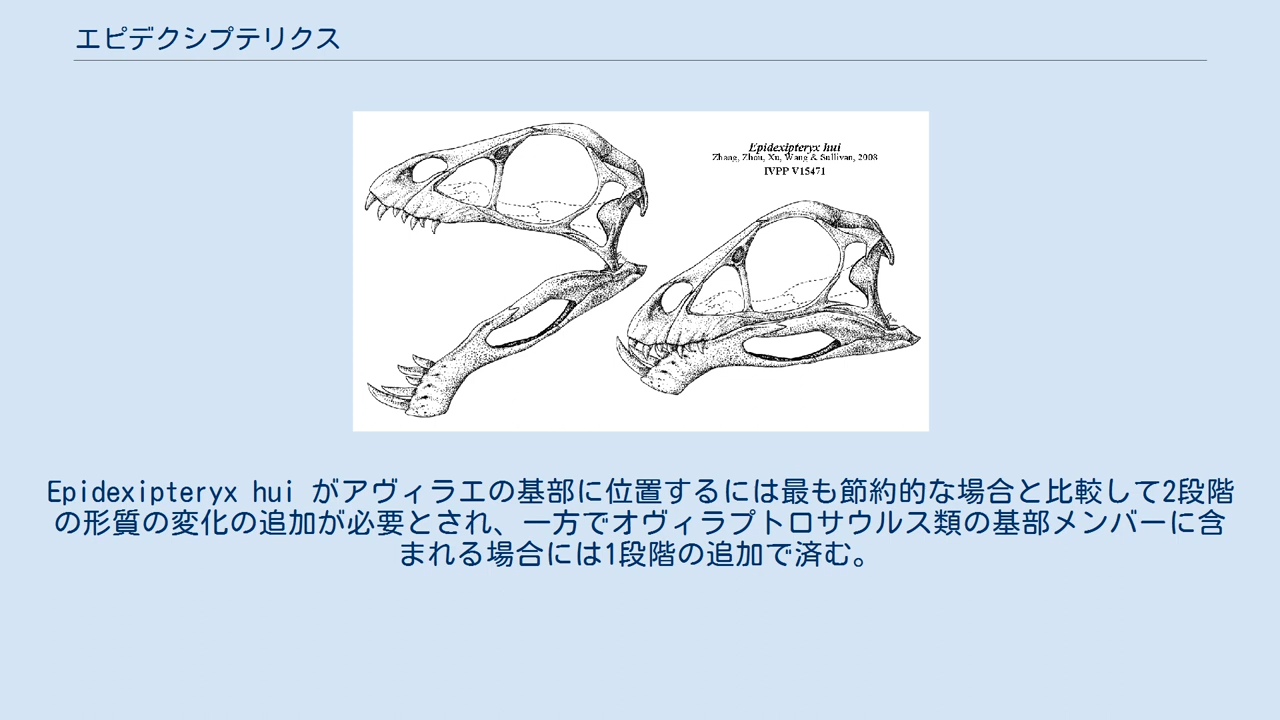 エピデクシプテリクス
Epidexipteryx hui
Zhang, Zhou, Xu, Wang & Sullivan, 2008
IVPP V15471
Epidexipteryx hui がアヴィラエの基部に位置するには最も節約的な場合と比較して2段階
の形質の変化の追加が必要とされ、一方でオヴィラプトロサウルス類の基部メンバーに含
まれる場合には1段階の追加で済む。